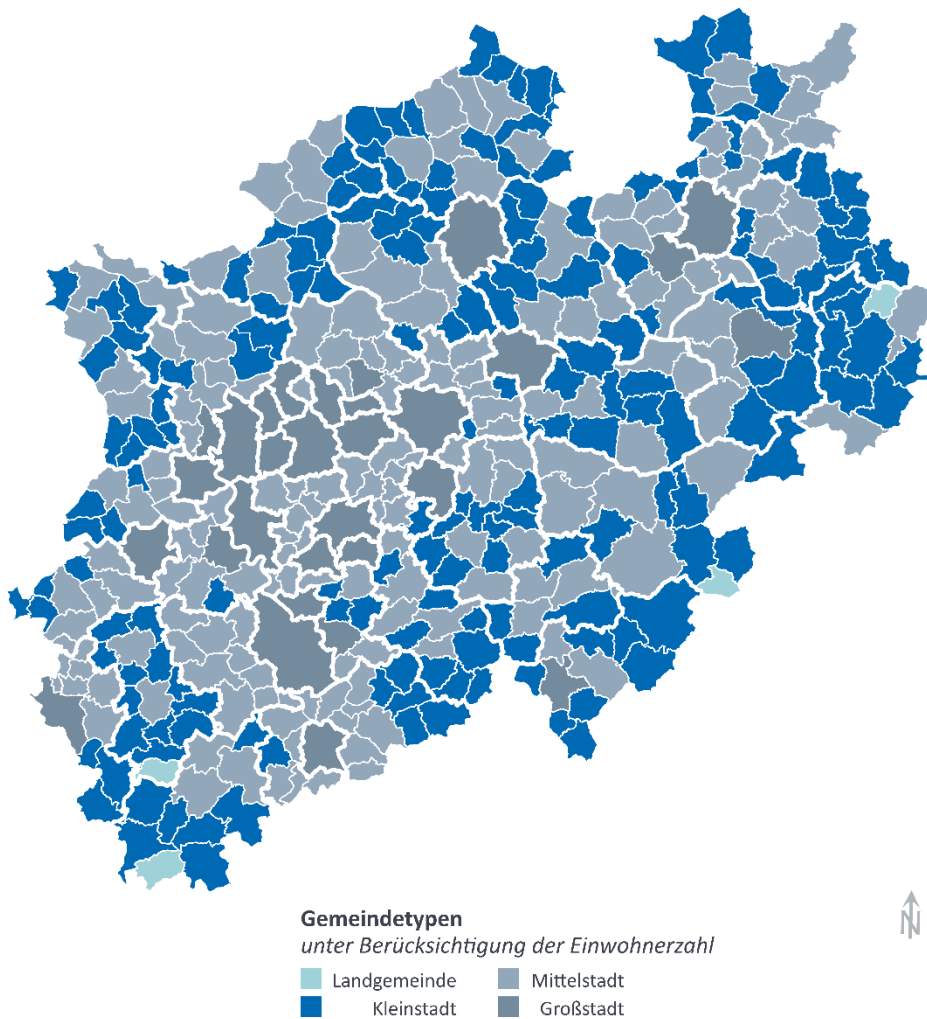 Gemeindetypen
unter Berücksichtigung der Einwohnerzahl
Landgemeinde Mittelstadt
Kleinstadt Großstadt
N